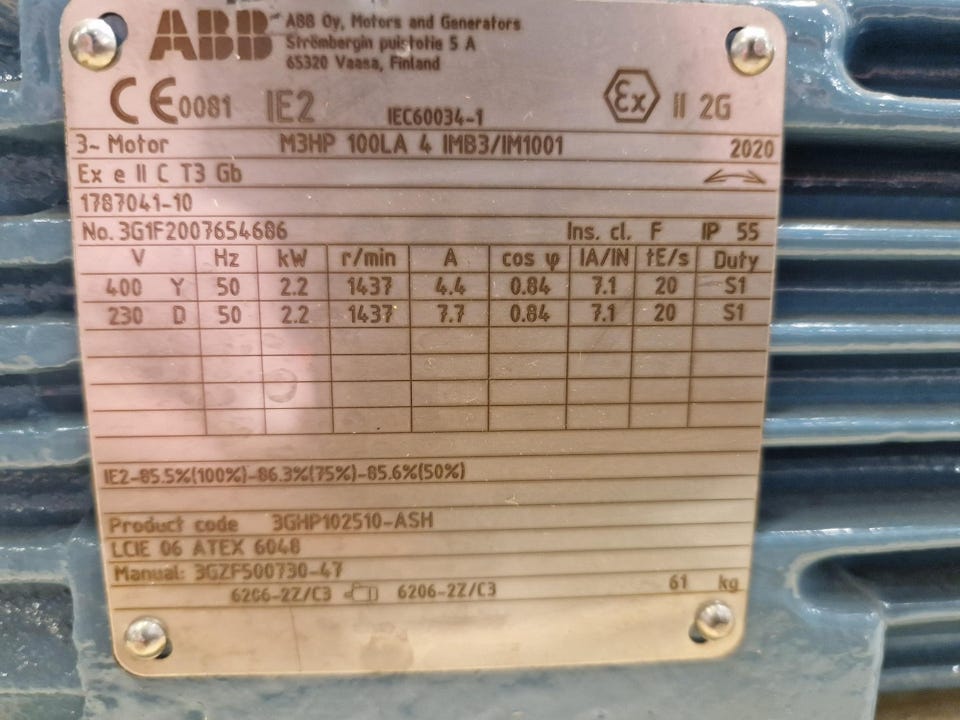 ABB ABB Oy, Motors and Generators
Strömbergin puistotie 5 A
65320 Vaasa, Finland
CE0081 IE2 IEC60034-1 Ex II 2G
3~ Motor M3HP 100LA 4 IMB3/IM1001 2020
Ex e II C T3 Gb
1787041-10
No. 3G1F2007654686 Ins. cl. F IP 55
V Hz kW r/min A cos φ IA/IN tE/s Duty
400 Y 50 2.2 1437 4.4 0.84 7.1 20 S1
230 D 50 2.2 1437 7.7 0.84 7.1 20 S1
IE2-85.5%(100%)-86.3%(75%)-85.6%(50%)
Product code 3GHP102510-ASH
LCIE 06 ATEX 6048
Manual: 3GZF500730-47
6206-2Z/C3 6206-2Z/C3 61 kg